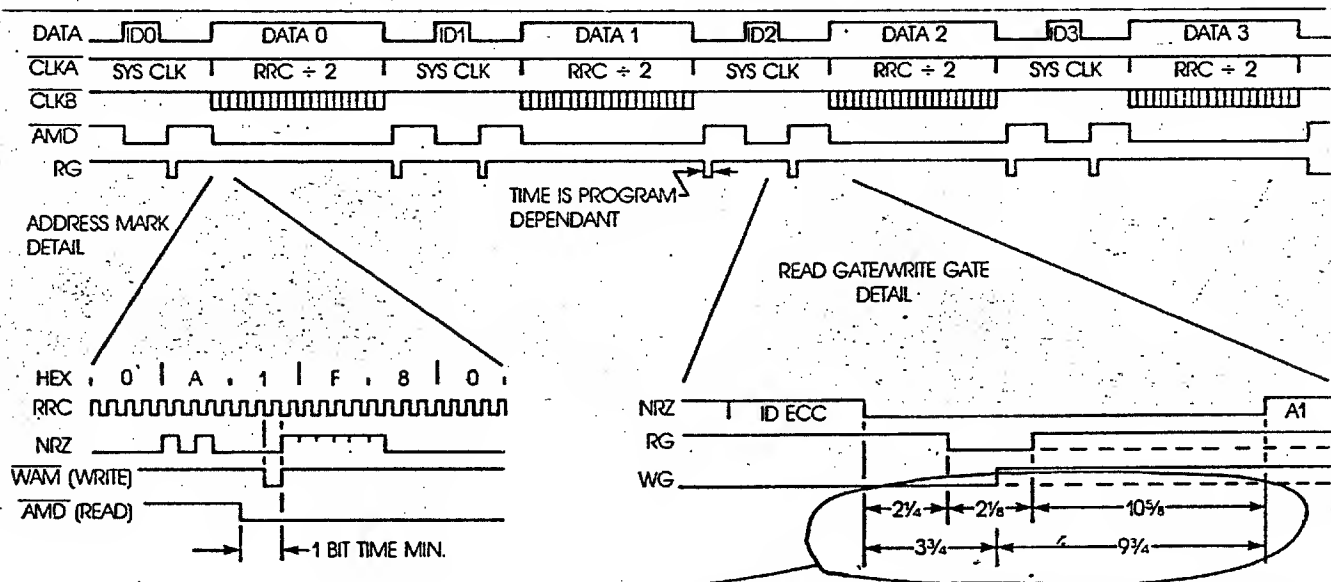 DATA ID0 DATA 0 ID1 DATA 1 ID2 DATA 2 ID3 DATA 3
CLKA SYS CLK RRC ÷ 2 SYS CLK RRC ÷ 2 SYS CLK RRC ÷ 2 SYS CLK RRC ÷ 2
CLKB
AMD
RG
TIME IS PROGRAM
DEPENDANT
ADDRESS MARK
DETAIL
READ GATE/WRITE GATE
DETAIL
HEX 0 A 1 F 8 0
RRC
NRZ
WAM (WRITE)
AMD (READ)
1 BIT TIME MIN.
NRZ ID ECC A1
RG
WG
2¼ 2⅛ 10⅝
3¾ 9¾